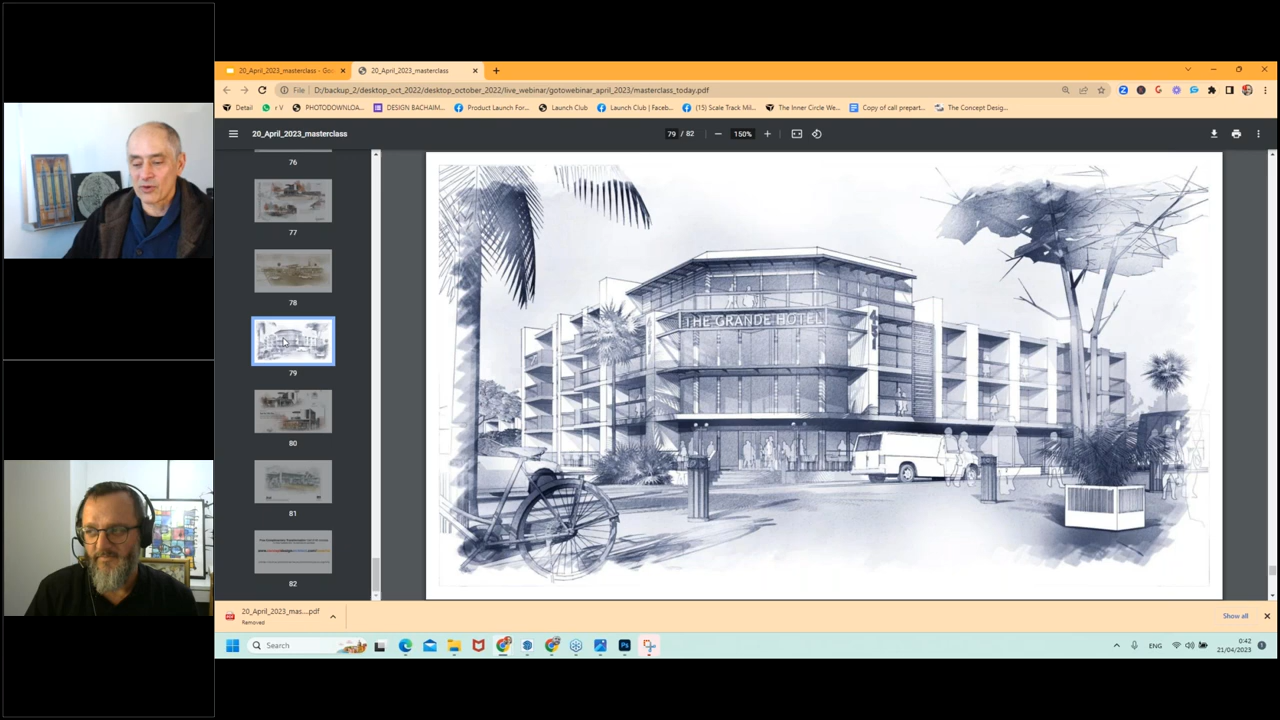 20_April_2023_masterclass - Goo
20_April_2023_masterclass
File
D:/backup_2/desktop_oct_2022/desktop_october_2022/live_webinar/gotowebinar_april_2023/masterclass_today.pdf
Detail
r V
PHOTODOWNLOA...
DESIGN BACHAIM...
Product Launch For...
Launch Club
Launch Club | Faceb...
(15) Scale Track Mil...
The Inner Circle We...
Copy of call prepart...
The Concept Desig...
20_April_2023_masterclass
79 / 82
150%
76
77
78
79
80
81
82
THE GRANDE HOTEL
20_April_2023_mas....pdf
Removed
Show all
Search
ENG
0:42
21/04/2023